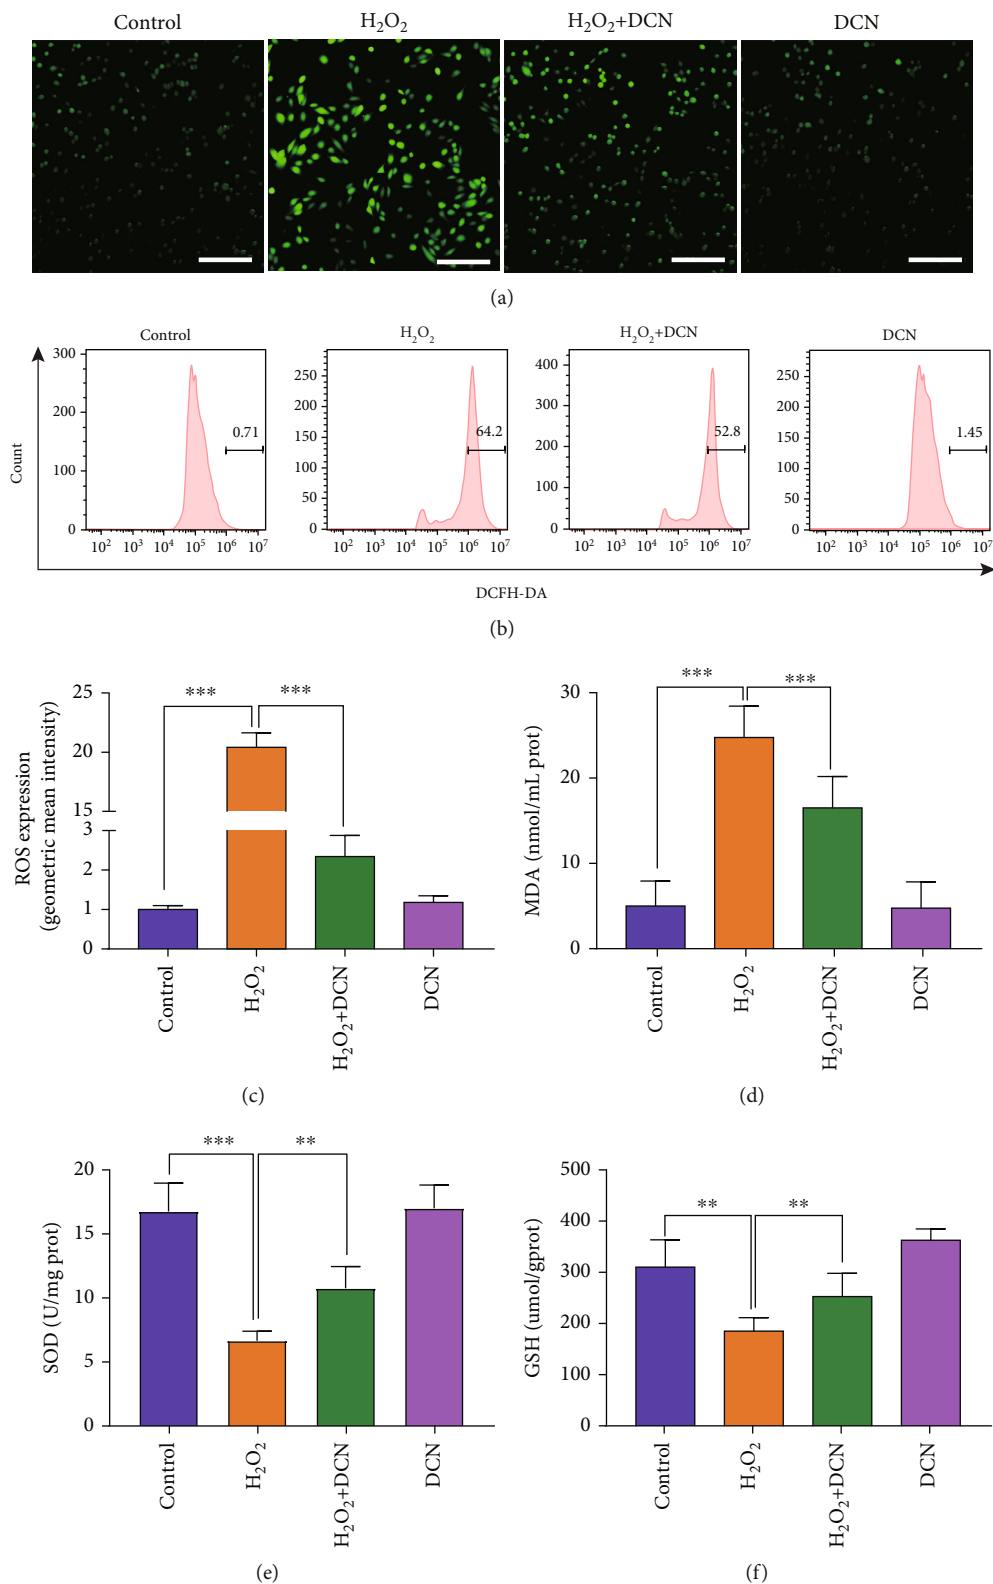 Control H₂O₂ H₂O₂+DCN DCN
(a)
Control H₂O₂ H₂O₂+DCN DCN
Count
300 200 100 0
0.71
10² 10³ 10⁴ 10⁵ 10⁶ 10⁷
300 250 200 150 100 50 0
64.2
10² 10³ 10⁴ 10⁵ 10⁶ 10⁷
400 300 200 100 0
52.8
10² 10³ 10⁴ 10⁵ 10⁶ 10⁷
300 250 200 150 100 50 0
1.45
10² 10³ 10⁴ 10⁵ 10⁶ 10⁷
DCFH-DA
(b)
ROS expression
(geometric mean intensity)
25 20 15 3 2 1 0
*** ***
Control H₂O₂ H₂O₂+DCN DCN
(c)
MDA (nmol/mL prot)
30 20 10 0
*** ***
Control H₂O₂ H₂O₂+DCN DCN
(d)
SOD (U/mg prot)
20 15 10 5 0
*** **
Control H₂O₂ H₂O₂+DCN DCN
(e)
GSH (umol/gprot)
500 400 300 200 100 0
** **
Control H₂O₂ H₂O₂+DCN DCN
(f)